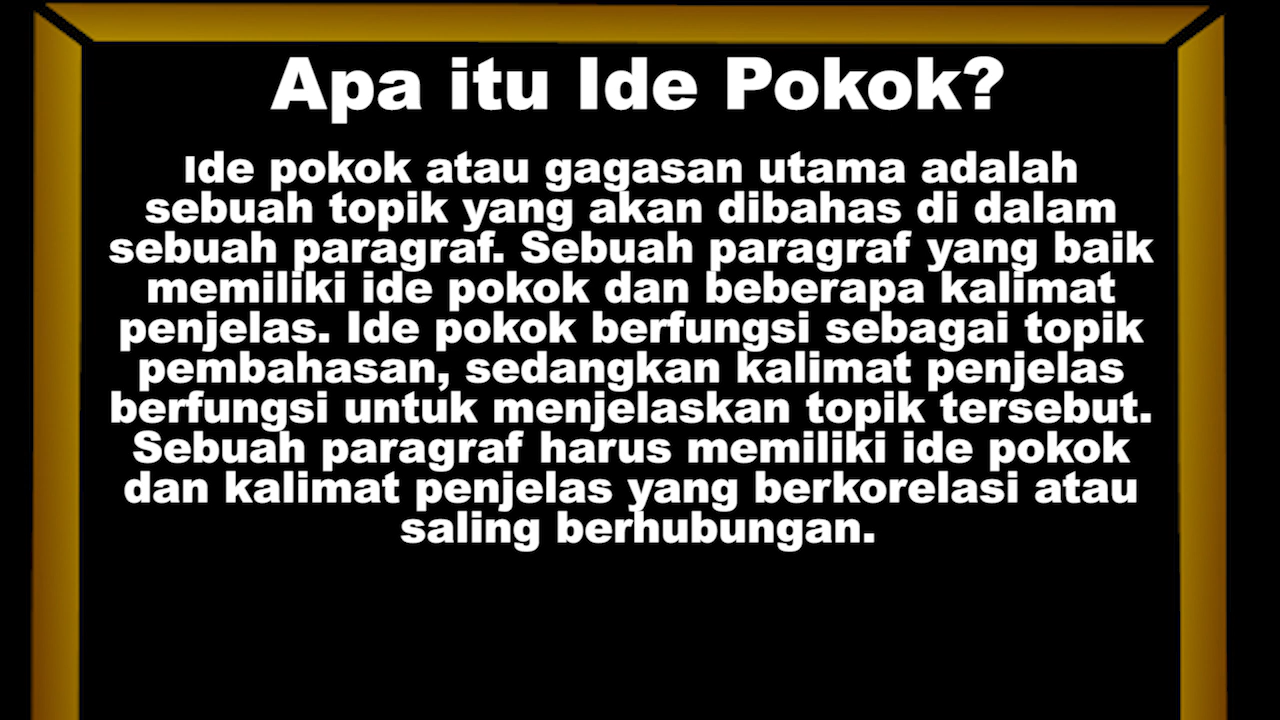 Apa itu Ide Pokok?
Ide pokok atau gagasan utama adalah
sebuah topik yang akan dibahas di dalam
sebuah paragraf. Sebuah paragraf yang baik
memiliki ide pokok dan beberapa kalimat
penjelas. Ide pokok berfungsi sebagai topik
pembahasan, sedangkan kalimat penjelas
berfungsi untuk menjelaskan topik tersebut.
Sebuah paragraf harus memiliki ide pokok
dan kalimat penjelas yang berkorelasi atau
saling berhubungan.